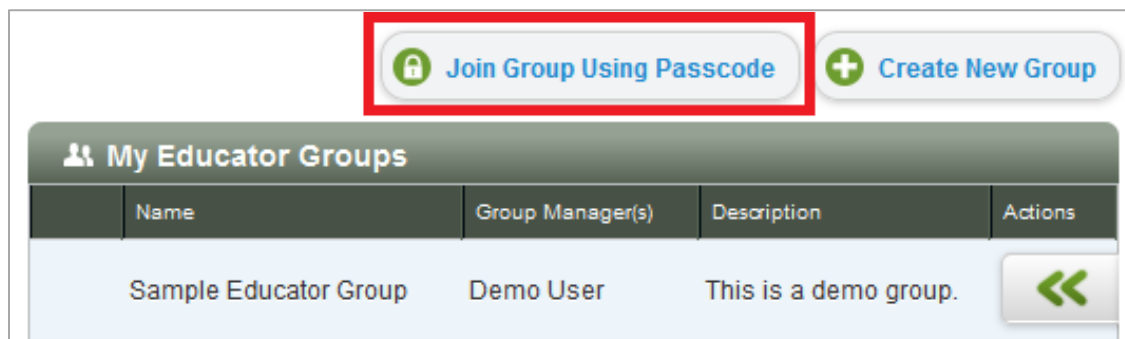 Join Group Using Passcode Create New Group
My Educator Groups
Name Group Manager(s) Description Actions
Sample Educator Group Demo User This is a demo group.